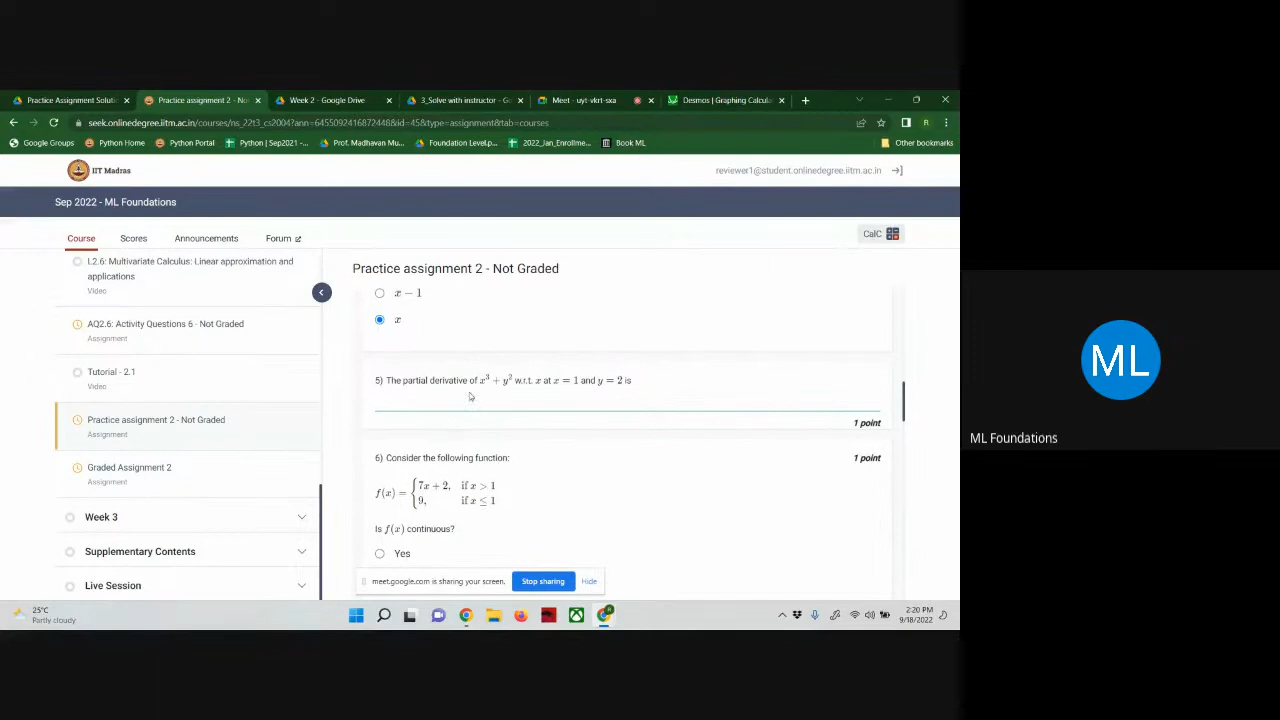 Practice Assignment Soluti
Practice assignment 2 - No
Week 2 - Google Drive
3_Solve with instructor - Go
Meet - uyt-vkrt-sxa
Desmos | Graphing Calcula
seek.onlinedegree.iitm.ac.in/courses/ns_22t3_cs2004?id=45&type=assignment&tab=courses
Google Groups
Python Home
Python Portal
Python | Sep2021 -...
Prof. Madhavan Mu...
Foundation Level.p...
2022_Jan_Enrollme...
Book ML
Other bookmarks
IIT Madras
reviewer1@student.onlinedegree.iitm.ac.in
Sep 2022 - ML Foundations
Course
Scores
Announcements
Forum
CalC
L2.6: Multivariate Calculus: Linear approximation and
applications
Video
AQ2.6: Activity Questions 6 - Not Graded
Assignment
Tutorial - 2.1
Video
Practice assignment 2 - Not Graded
Assignment
Graded Assignment 2
Assignment
Week 3
Supplementary Contents
Live Session
Practice assignment 2 - Not Graded
x − 1
x
5) The partial derivative of x³ + y² w.r.t. x at x = 1 and y = 2 is
1 point
6) Consider the following function:
1 point
f(x) = { 7x + 2, if x > 1
9, if x ≤ 1
Is f(x) continuous?
Yes
meet.google.com is sharing your screen.
Stop sharing
Hide
25°C
Partly cloudy
2:20 PM
9/18/2022
ML
ML Foundations